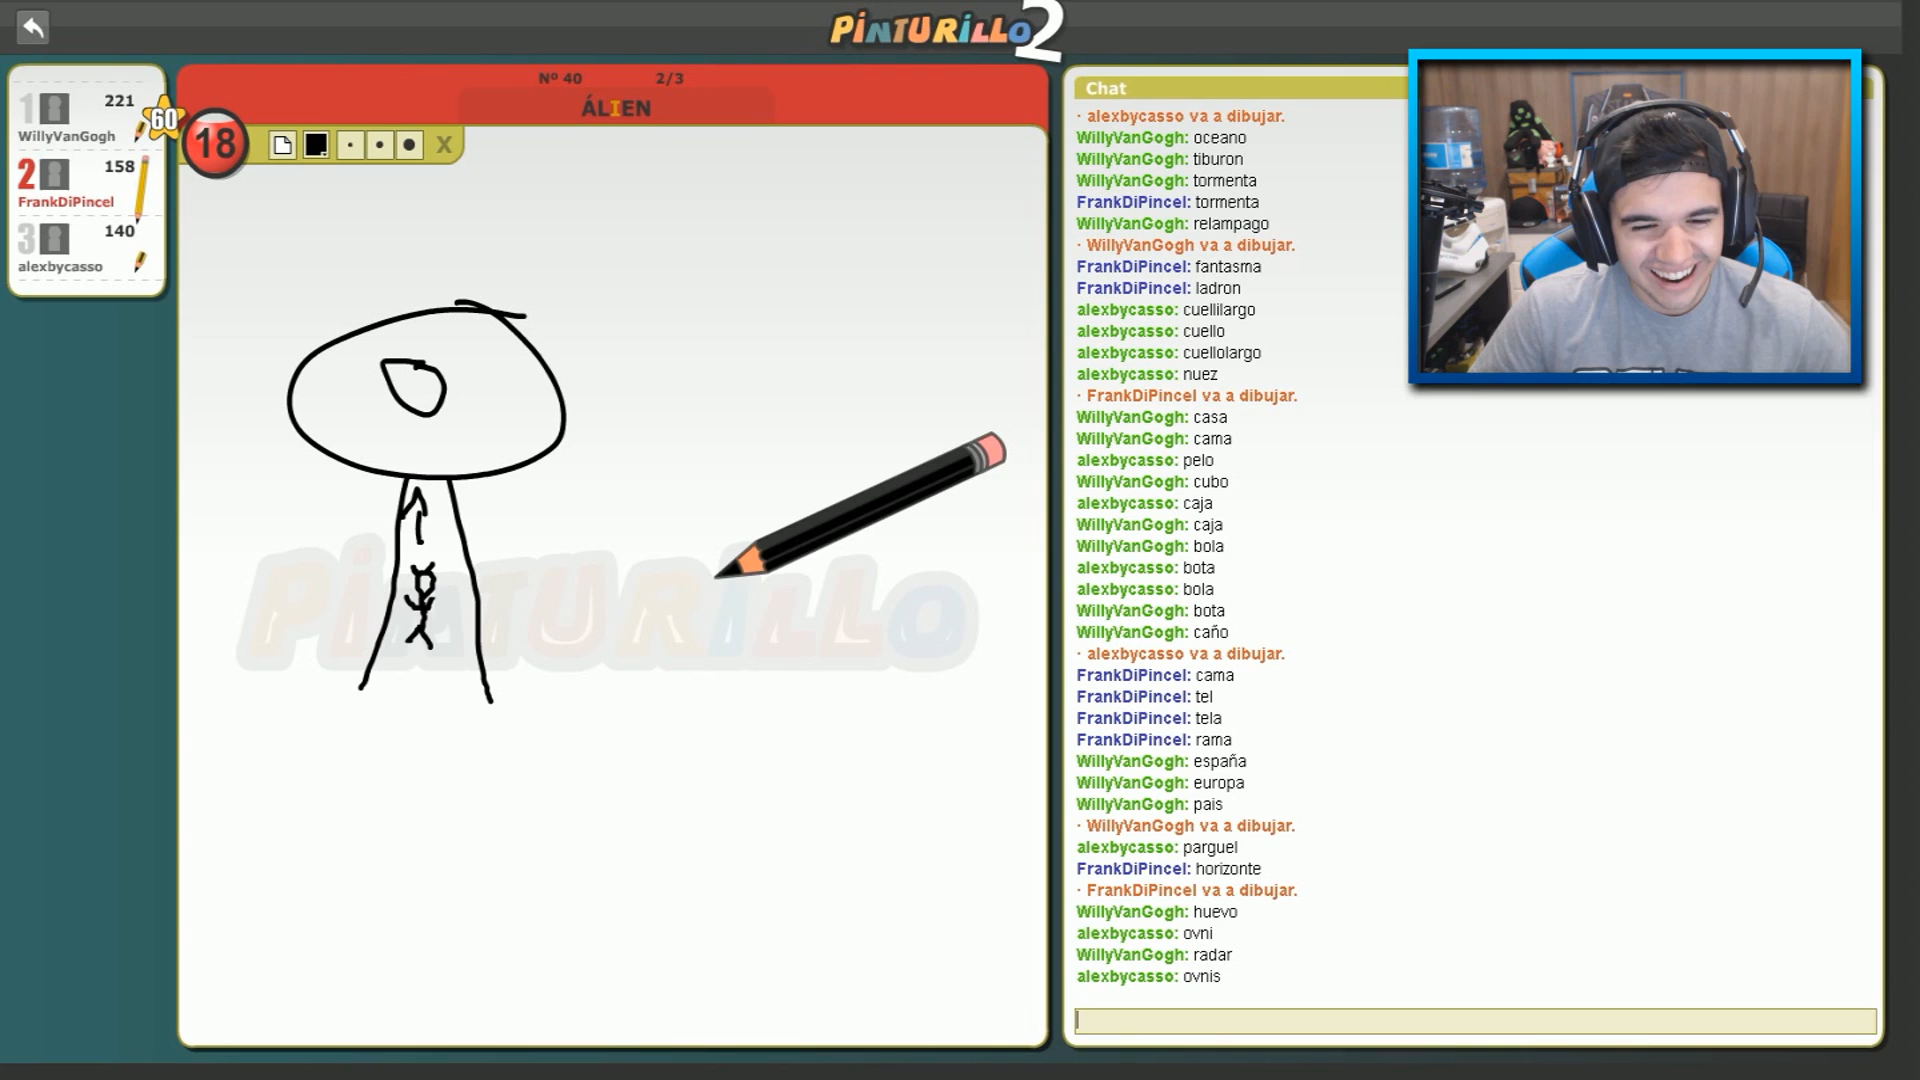 PINTURILLO 2
Nº 40 2/3
ÁLIEN
1 221
WillyVanGogh
60
2 158
FrankDiPincel
3 140
alexbycasso
18
X
PINTURILLO
Chat
· alexbycasso va a dibujar.
WillyVanGogh: oceano
WillyVanGogh: tiburon
WillyVanGogh: tormenta
FrankDiPincel: tormenta
WillyVanGogh: relampago
· WillyVanGogh va a dibujar.
FrankDiPincel: fantasma
FrankDiPincel: ladron
alexbycasso: cuellilargo
alexbycasso: cuello
alexbycasso: cuellolargo
alexbycasso: nuez
· FrankDiPincel va a dibujar.
WillyVanGogh: casa
WillyVanGogh: cama
alexbycasso: pelo
WillyVanGogh: cubo
alexbycasso: caja
WillyVanGogh: caja
WillyVanGogh: bola
alexbycasso: bota
alexbycasso: bola
WillyVanGogh: bota
WillyVanGogh: caño
· alexbycasso va a dibujar.
FrankDiPincel: cama
FrankDiPincel: tel
FrankDiPincel: tela
FrankDiPincel: rama
WillyVanGogh: españa
WillyVanGogh: europa
WillyVanGogh: pais
· WillyVanGogh va a dibujar.
alexbycasso: parguel
FrankDiPincel: horizonte
· FrankDiPincel va a dibujar.
WillyVanGogh: huevo
alexbycasso: ovni
WillyVanGogh: radar
alexbycasso: ovnis